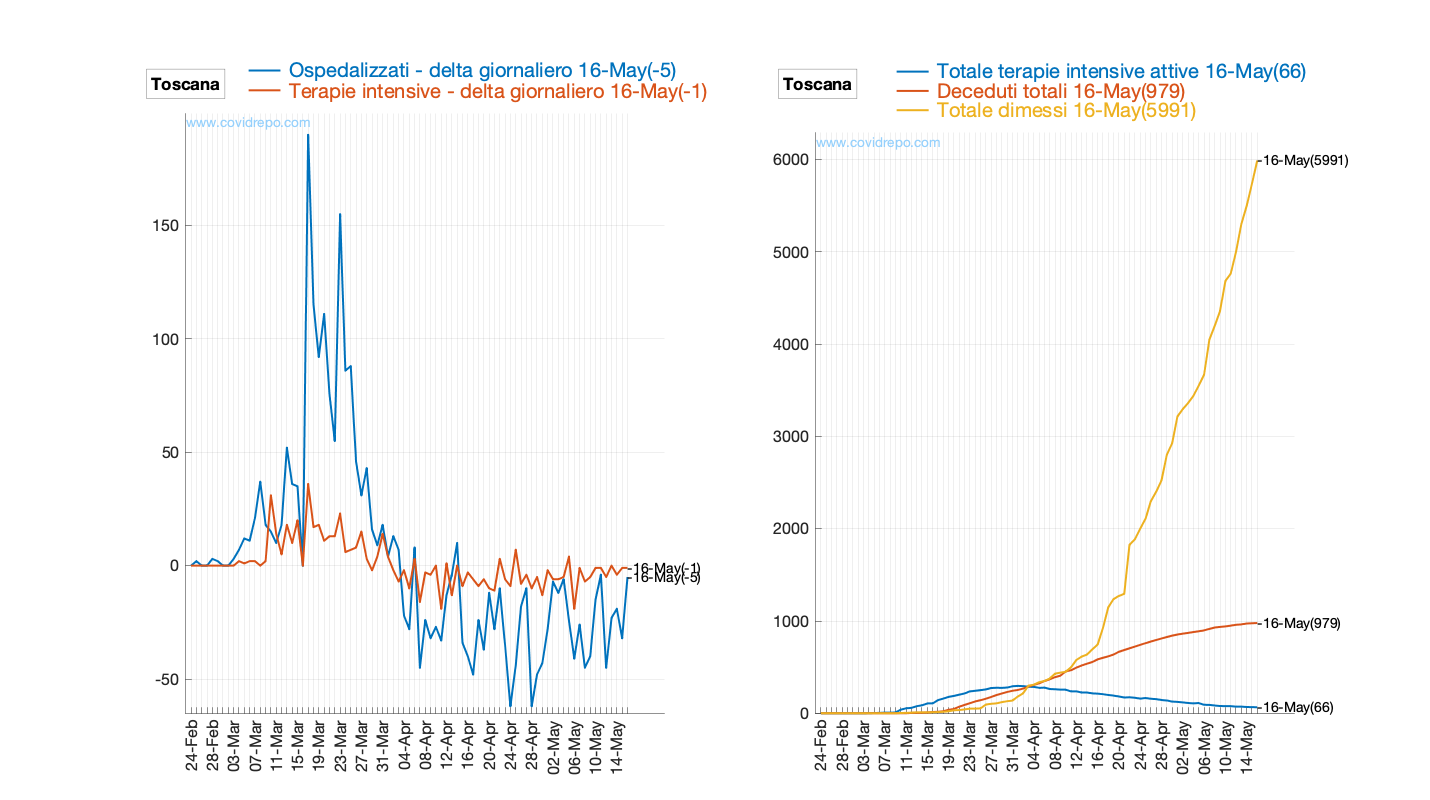 Toscana
Ospedalizzati - delta giornaliero 16-May(-5)
Terapie intensive - delta giornaliero 16-May(-1)
www.covidrepo.com
150
100
50
0
-50
16-May(-1)
16-May(-5)
24-Feb
28-Feb
03-Mar
07-Mar
11-Mar
15-Mar
19-Mar
23-Mar
27-Mar
31-Mar
04-Apr
08-Apr
12-Apr
16-Apr
20-Apr
24-Apr
28-Apr
02-May
06-May
10-May
14-May
Toscana
Totale terapie intensive attive 16-May(66)
Deceduti totali 16-May(979)
Totale dimessi 16-May(5991)
www.covidrepo.com
6000
5000
4000
3000
2000
1000
0
16-May(5991)
16-May(979)
16-May(66)
24-Feb
28-Feb
03-Mar
07-Mar
11-Mar
15-Mar
19-Mar
23-Mar
27-Mar
31-Mar
04-Apr
08-Apr
12-Apr
16-Apr
20-Apr
24-Apr
28-Apr
02-May
06-May
10-May
14-May